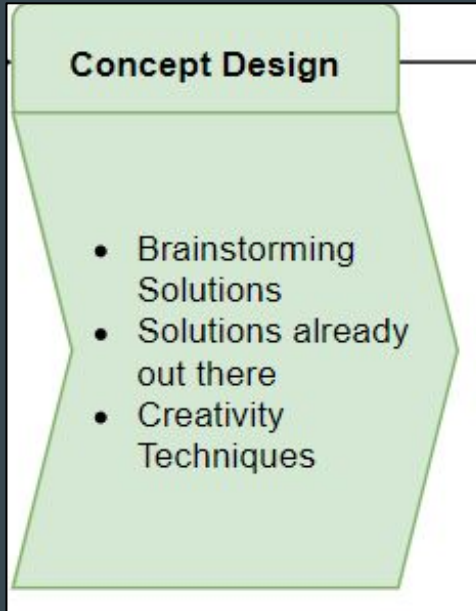 Concept Design
• Brainstorming
Solutions
• Solutions already
out there
• Creativity
Techniques